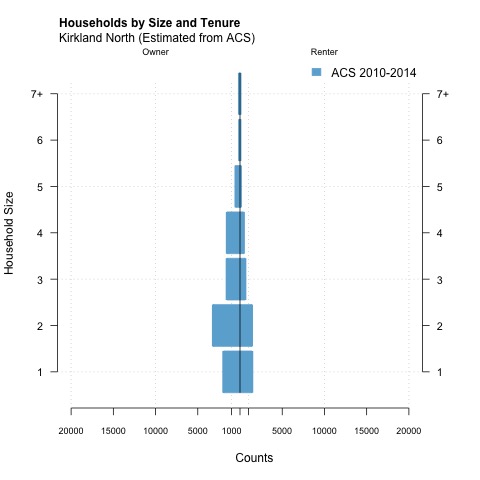 Households by Size and Tenure
Kirkland North (Estimated from ACS)
Owner Renter
ACS 2010-2014
7+ 7+
6 6
5 5
4 4
3 3
2 2
1 1
Household Size
20000 15000 10000 5000 1000 5000 10000 15000 20000
Counts